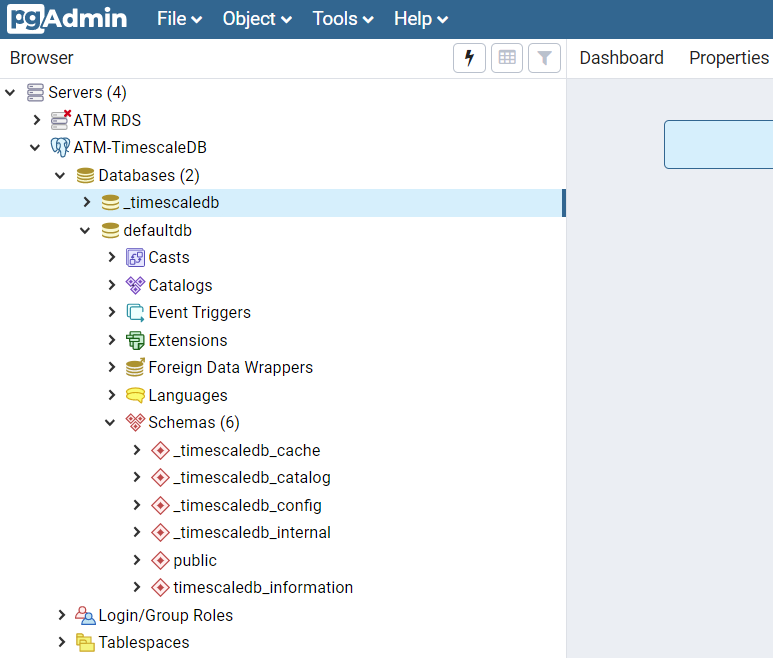 pgAdmin File Object Tools Help
Browser Dashboard Properties
Servers (4)
ATM RDS
ATM-TimescaleDB
Databases (2)
_timescaledb
defaultdb
Casts
Catalogs
Event Triggers
Extensions
Foreign Data Wrappers
Languages
Schemas (6)
_timescaledb_cache
_timescaledb_catalog
_timescaledb_config
_timescaledb_internal
public
timescaledb_information
Login/Group Roles
Tablespaces